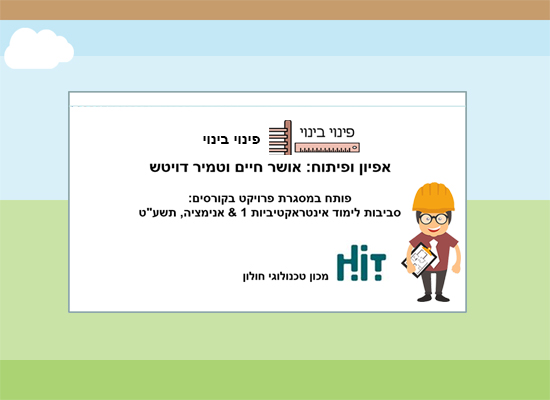 פינוי בינוי
פינוי בינוי
אפיון ופיתוח: אושר חיים וטמיר דויטש
פותח במסגרת פרויקט בקורסים:
סביבות לימוד אינטראקטיביות 1 & אנימציה, תשע"ט
HiT
מכון טכנולוגי חולון